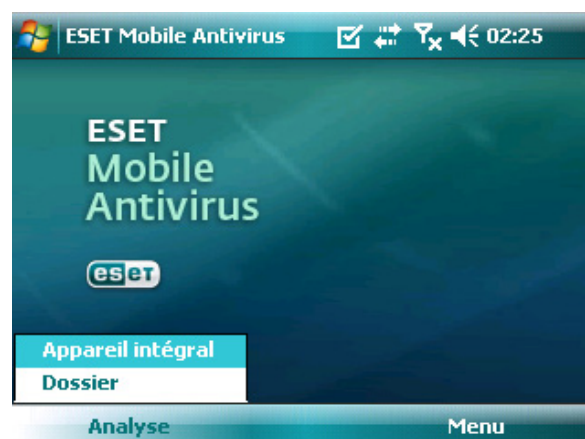 ESET Mobile Antivirus 02:25
ESET
Mobile
Antivirus
eset
Appareil intégral
Dossier
Analyse Menu